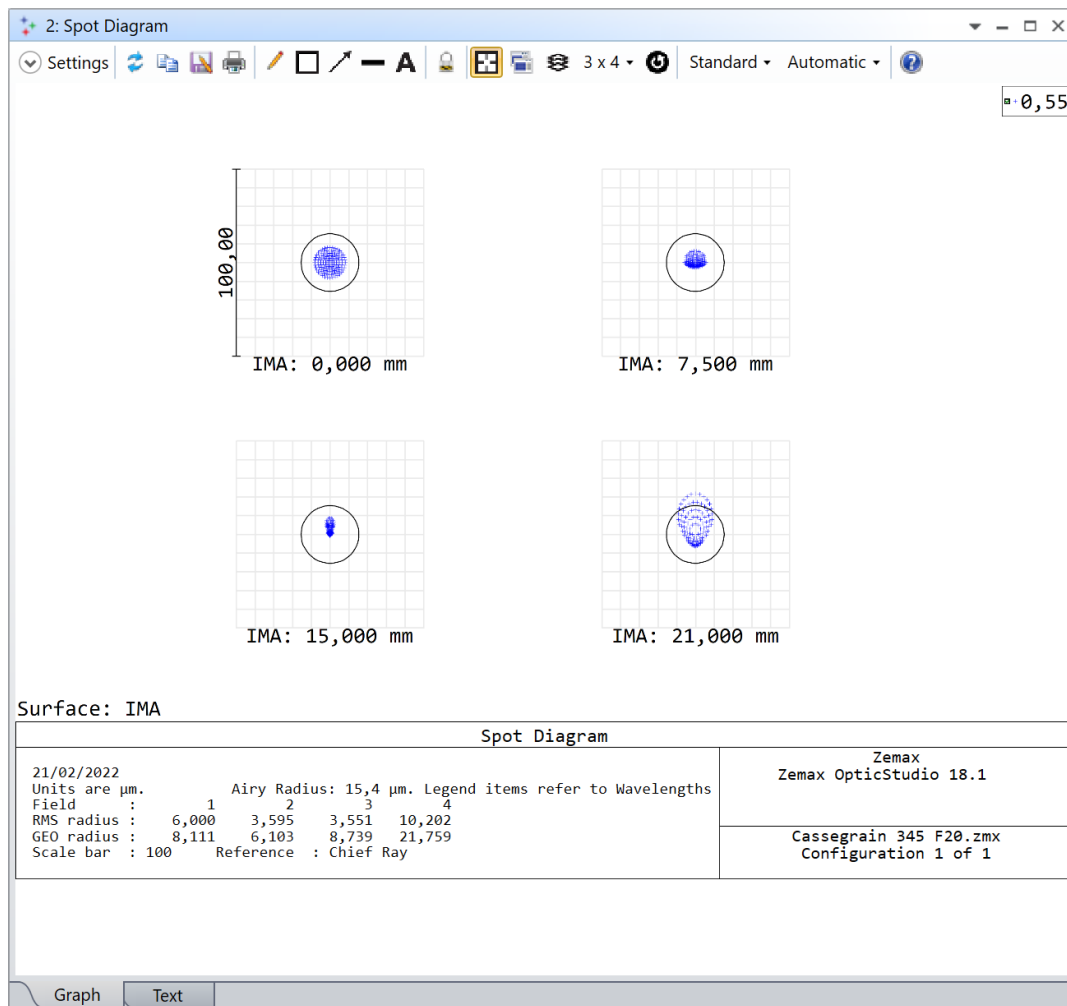 2: Spot Diagram
Settings A 3 x 4 Standard Automatic ?
0,55
100,00
IMA: 0,000 mm
IMA: 7,500 mm
IMA: 15,000 mm
IMA: 21,000 mm
Surface: IMA
Spot Diagram
21/02/2022
Units are µm. Airy Radius: 15,4 µm. Legend items refer to Wavelengths
Field : 1 2 3 4
RMS radius : 6,000 3,595 3,551 10,202
GEO radius : 8,111 6,103 8,739 21,759
Scale bar : 100 Reference : Chief Ray
Zemax
Zemax OpticStudio 18.1
Cassegrain 345 F20.zmx
Configuration 1 of 1
Graph Text